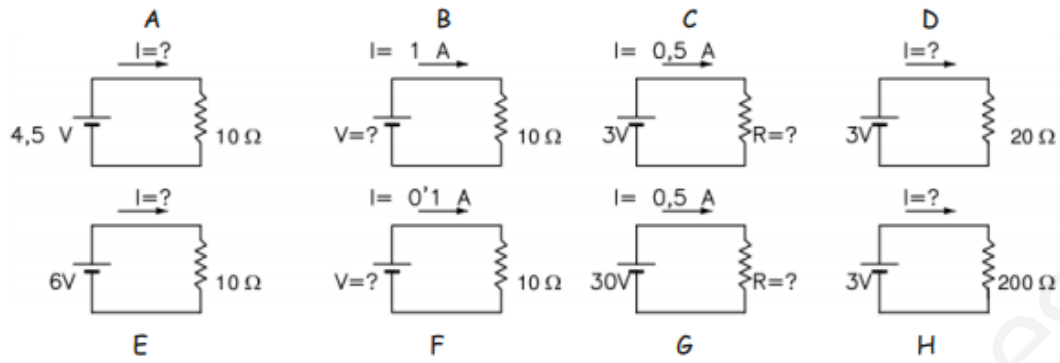 A B C D
I=? I= 1 A I= 0,5 A I=?
4,5 V 10 Ω V=? 10 Ω 3V R=? 3V 20 Ω
I=? I= 0'1 A I= 0,5 A I=?
6V 10 Ω V=? 10 Ω 30V R=? 3V 200 Ω
E F G H